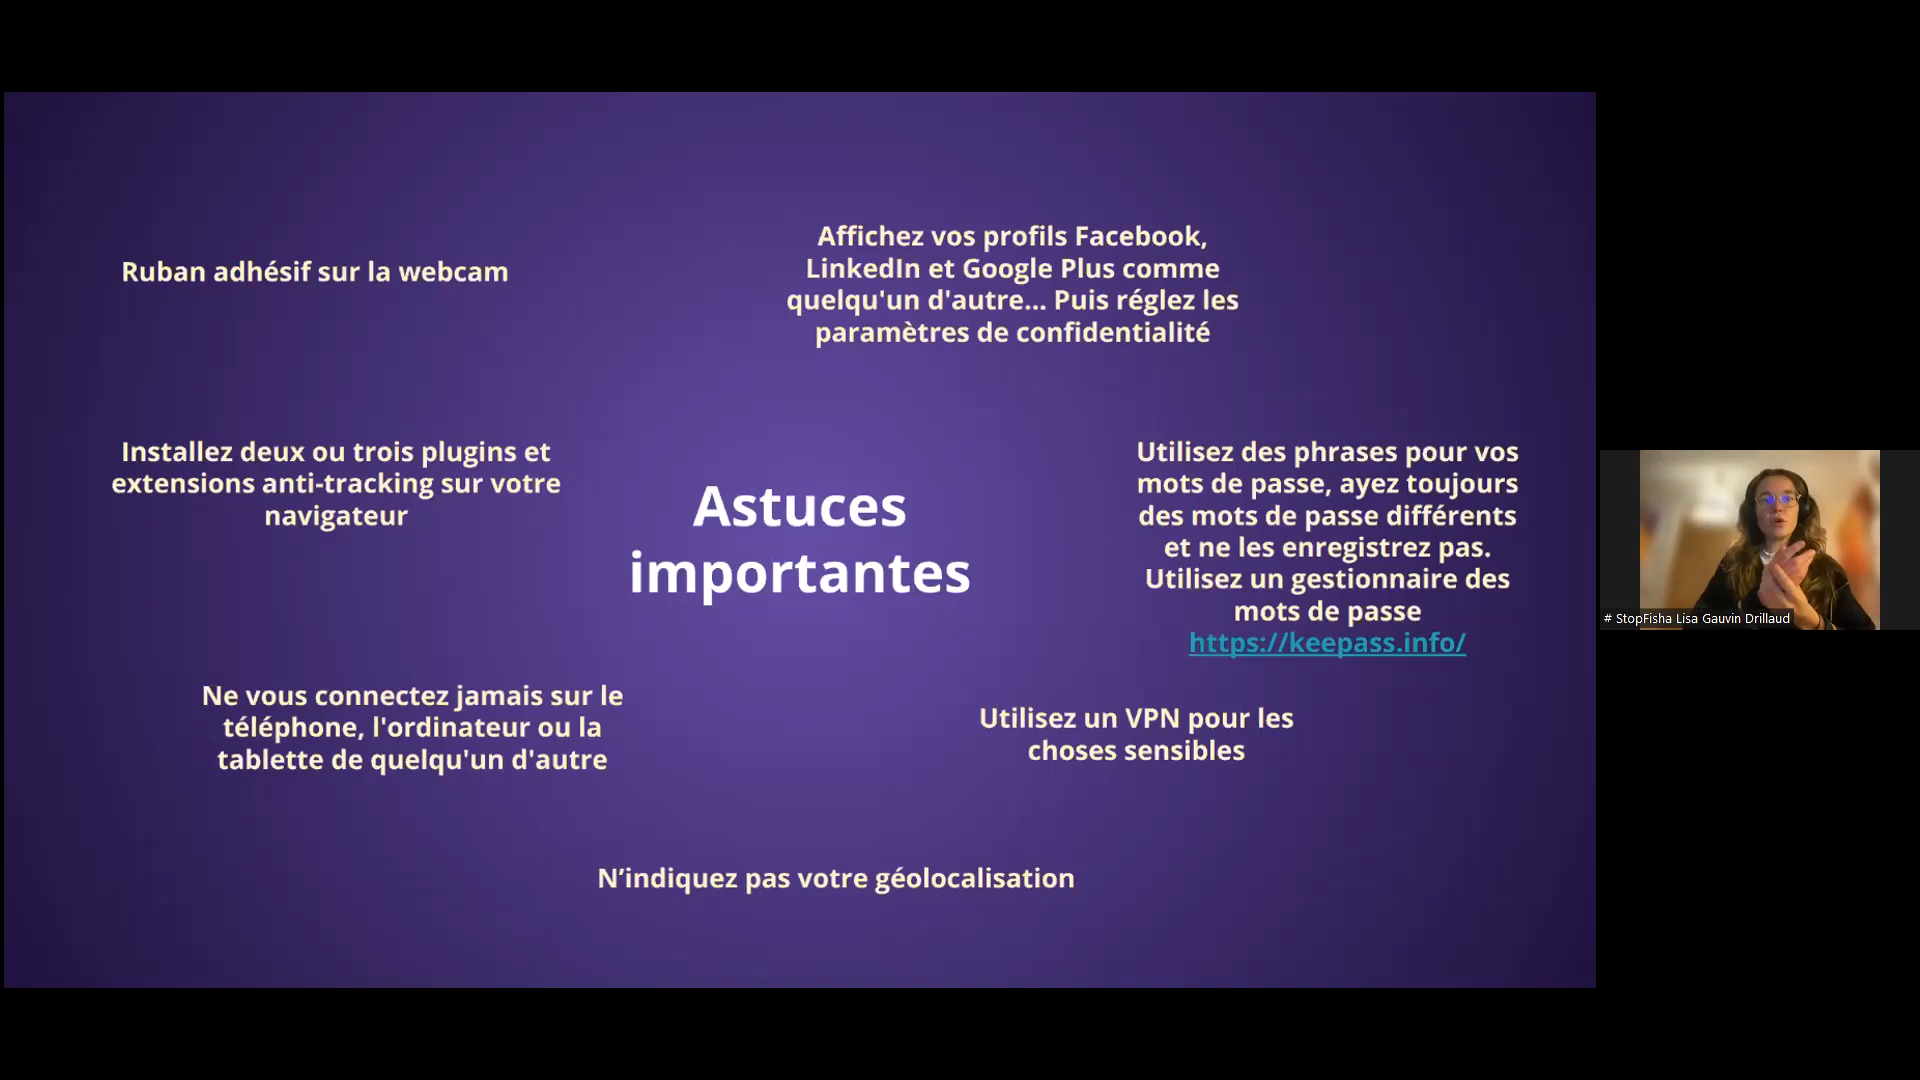 Ruban adhésif sur la webcam
Affichez vos profils Facebook,
LinkedIn et Google Plus comme
quelqu'un d'autre... Puis réglez les
paramètres de confidentialité
Installez deux ou trois plugins et
extensions anti-tracking sur votre
navigateur
Astuces
importantes
Utilisez des phrases pour vos
mots de passe, ayez toujours
des mots de passe différents
et ne les enregistrez pas.
Utilisez un gestionnaire des
mots de passe
https://keepass.info/
Ne vous connectez jamais sur le
téléphone, l'ordinateur ou la
tablette de quelqu'un d'autre
Utilisez un VPN pour les
choses sensibles
N’indiquez pas votre géolocalisation
# StopFisha Lisa Gauvin Drillaud